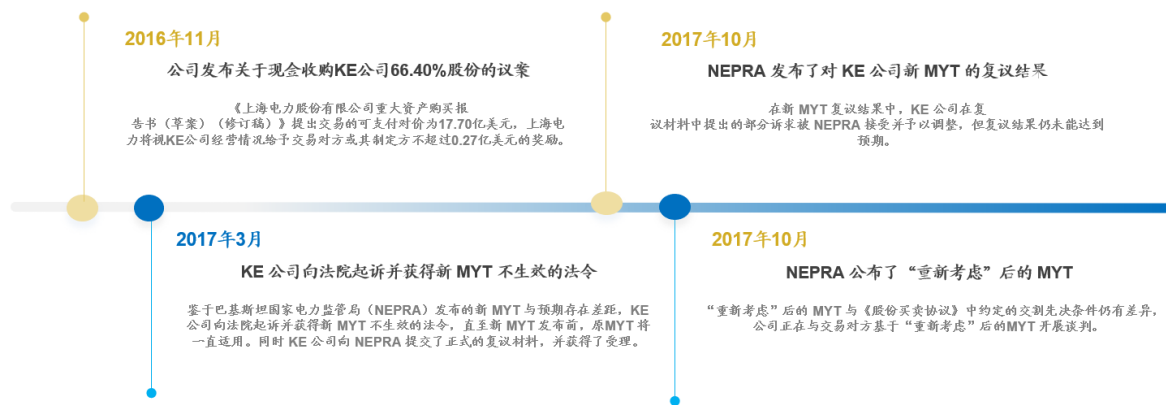 2016年11月
公司发布关于现金收购KE公司66.40%股份的议案
《上海电力股份有限公司重大资产购买报
告书（草案）（修订稿）》提出交易的可支付对价为17.70亿美元，上海电
力将视KE公司经营情况给予交易对方或其制定方不超过0.27亿美元的奖励。
2017年10月
NEPRA 发布了对 KE 公司新 MYT 的复议结果
在新 MYT 复议结果中，KE 公司在复
议材料中提出的部分诉求被 NEPRA 接受并予以调整，但复议结果仍未能达到
预期。
2017年3月
KE 公司向法院起诉并获得新 MYT 不生效的法令
鉴于巴基斯坦国家电力监管局（NEPRA）发布的新 MYT 与预期存在差距，KE
公司向法院起诉并获得新 MYT 不生效的法令，直至新 MYT 发布前，原MYT 将
一直适用。同时 KE 公司向 NEPRA 提交了正式的复议材料，并获得了受理。
2017年10月
NEPRA 公布了“重新考虑”后的 MYT
“重新考虑”后的 MYT 与《股份买卖协议》中约定的交割先决条件仍有差异，
公司正在与交易对方基于“重新考虑”后的MYT 开展谈判。